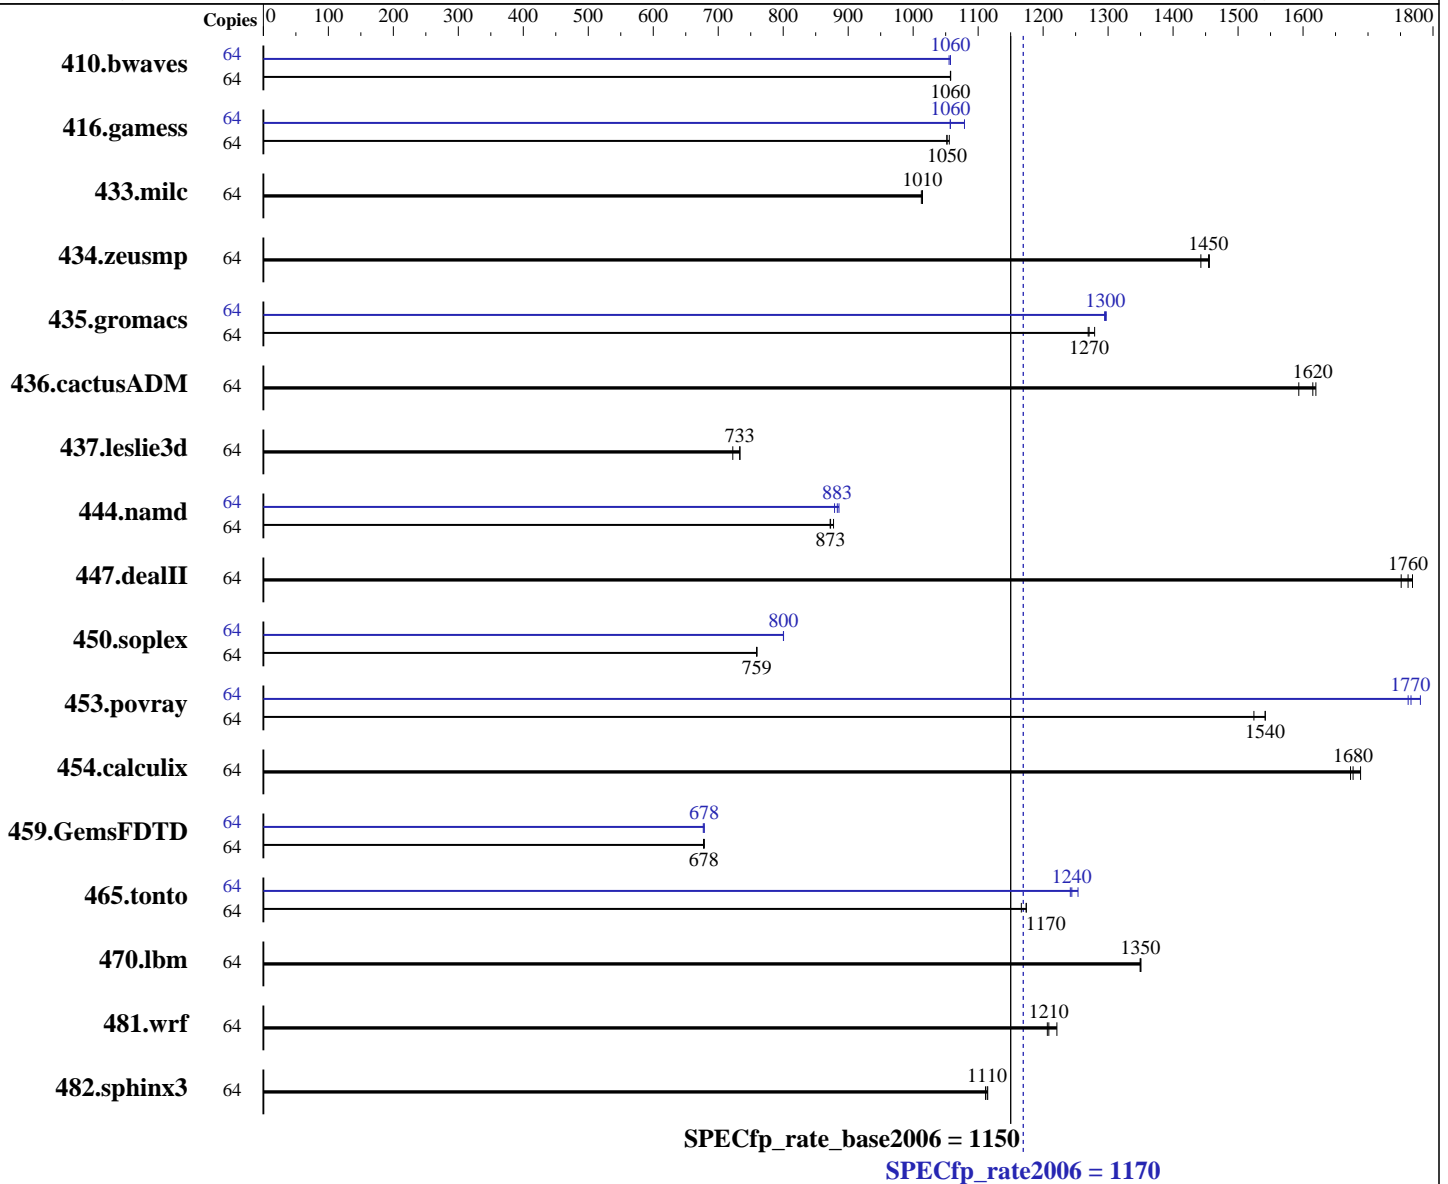 Copies 0 100 200 300 400 500 600 700 800 900 1000 1100 1200 1300 1400 1500 1600 1800
410.bwaves 64 1060
64 1060
416.gamess 64 1060
64 1050
433.milc 64 1010
434.zeusmp 64 1450
435.gromacs 64 1300
64 1270
436.cactusADM 64 1620
437.leslie3d 64 733
444.namd 64 883
64 873
447.dealII 64 1760
450.soplex 64 800
64 759
453.povray 64 1770
64 1540
454.calculix 64 1680
459.GemsFDTD 64 678
64 678
465.tonto 64 1240
64 1170
470.lbm 64 1350
481.wrf 64 1210
482.sphinx3 64 1110
SPECfp_rate_base2006 = 1150
SPECfp_rate2006 = 1170